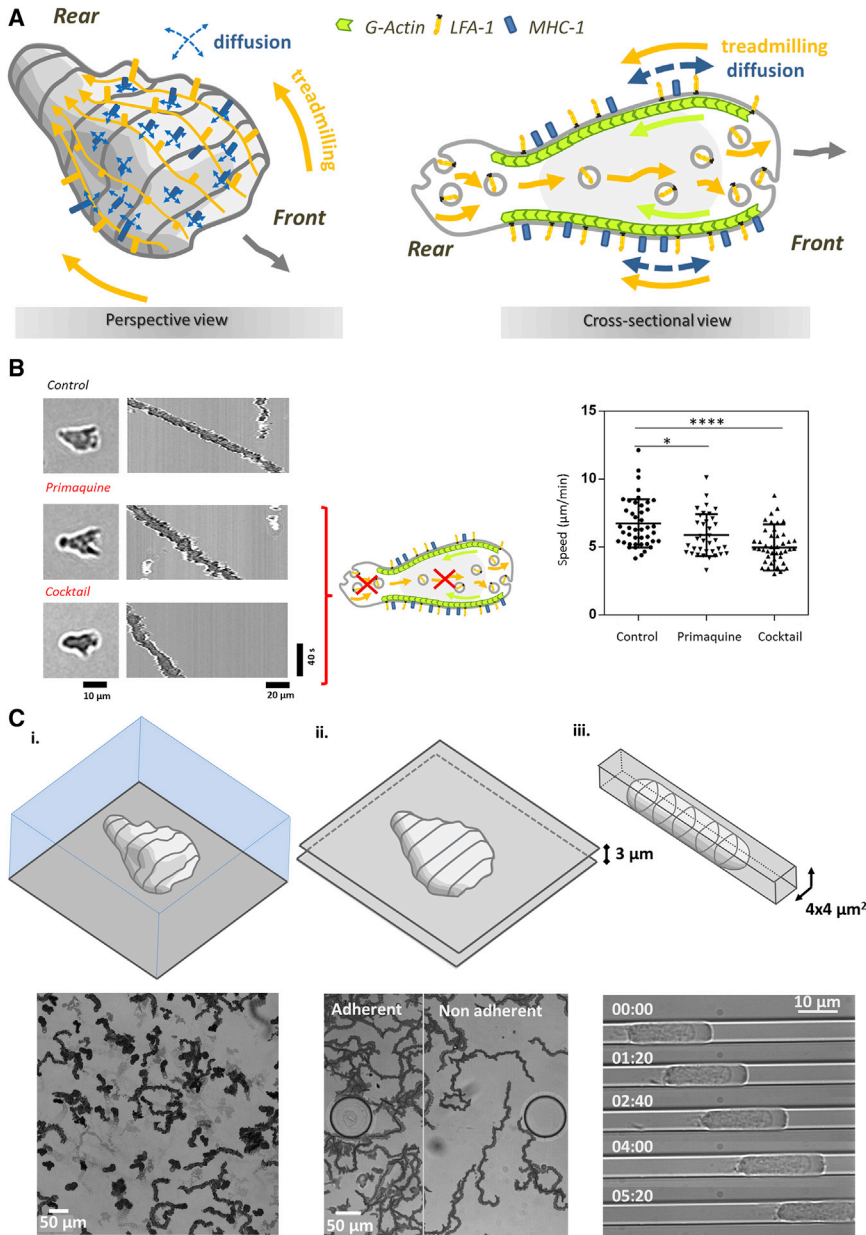 A
Rear
diffusion
treadmilling
Front
Perspective view
G-Actin
LFA-1
MHC-1
treadmilling
diffusion
Rear
Front
Cross-sectional view
B
Control
Primaquine
Cocktail
10 µm
20 µm
40 s
Speed (µm/min)
15
10
5
0
****
*
Control
Primaquine
Cocktail
C
i.
ii.
iii.
3 µm
4x4 µm²
50 µm
Adherent
Non adherent
50 µm
10 µm
00:00
01:20
02:40
04:00
05:20